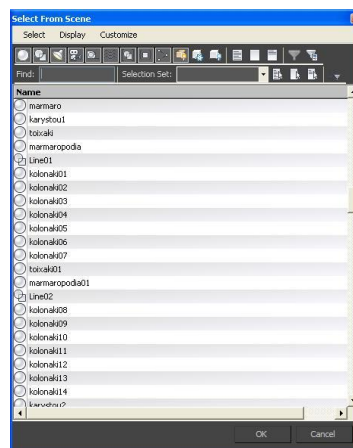 Select From Scene
Select Display Customize
Find: Selection Set:
Name
marmaro
karystou1
toixaki
marmaropodia
Line01
kolonaki01
kolonaki02
kolonaki03
kolonaki04
kolonaki05
kolonaki06
kolonaki07
toixaki01
marmaropodia01
Line02
kolonaki08
kolonaki09
kolonaki10
kolonaki11
kolonaki12
kolonaki13
kolonaki14
karystou2
OK Cancel